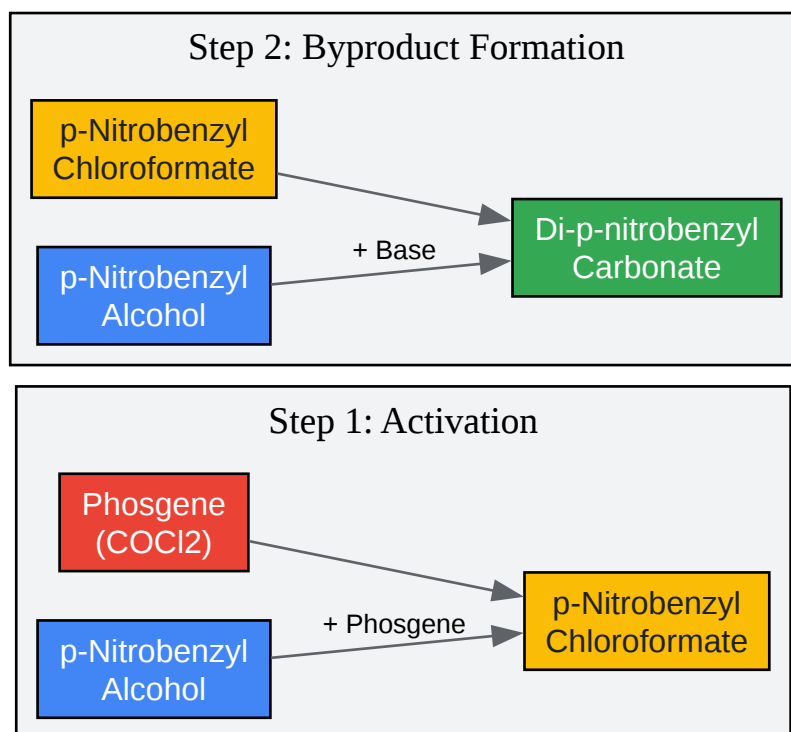 Step 2: Byproduct Formation
p-Nitrobenzyl
Chloroformate
Di-p-nitrobenzyl
Carbonate
+ Base
p-Nitrobenzyl
Alcohol
Step 1: Activation
Phosgene
(COCl2)
p-Nitrobenzyl
Chloroformate
+ Phosgene
p-Nitrobenzyl
Alcohol